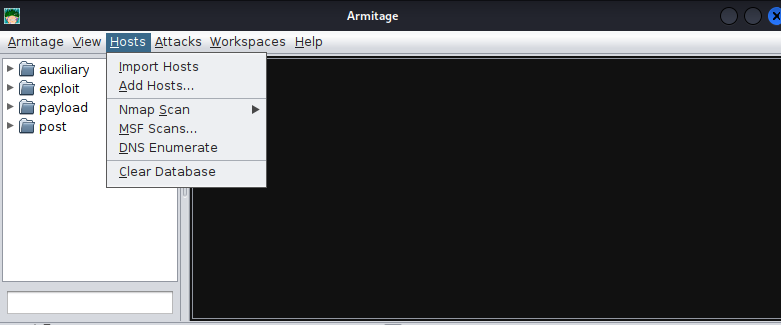 Armitage
Armitage View Hosts Attacks Workspaces Help
auxiliary
exploit
payload
post
Import Hosts
Add Hosts...
Nmap Scan
MSF Scans...
DNS Enumerate
Clear Database